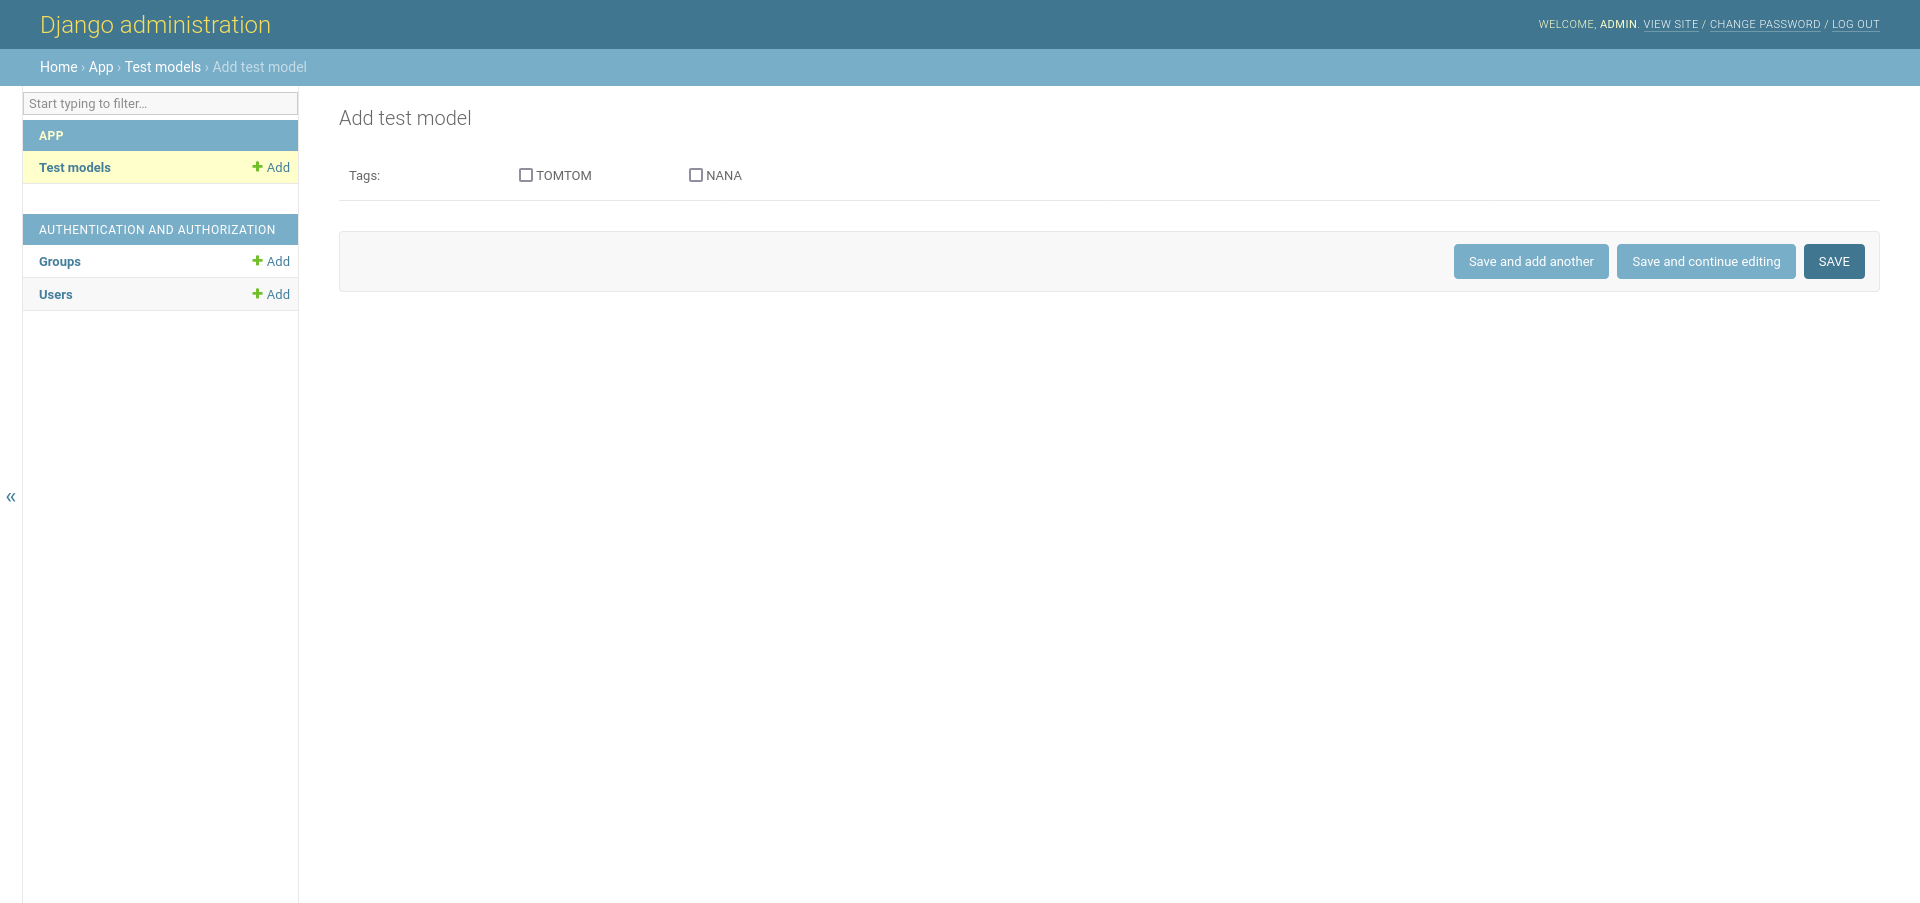 Django administration
WELCOME, ADMIN. VIEW SITE / CHANGE PASSWORD / LOG OUT
Home › App › Test models › Add test model
Start typing to filter...
APP
Test models Add
AUTHENTICATION AND AUTHORIZATION
Groups Add
Users Add
«
Add test model
Tags: TOMTOM NANA
Save and add another Save and continue editing SAVE